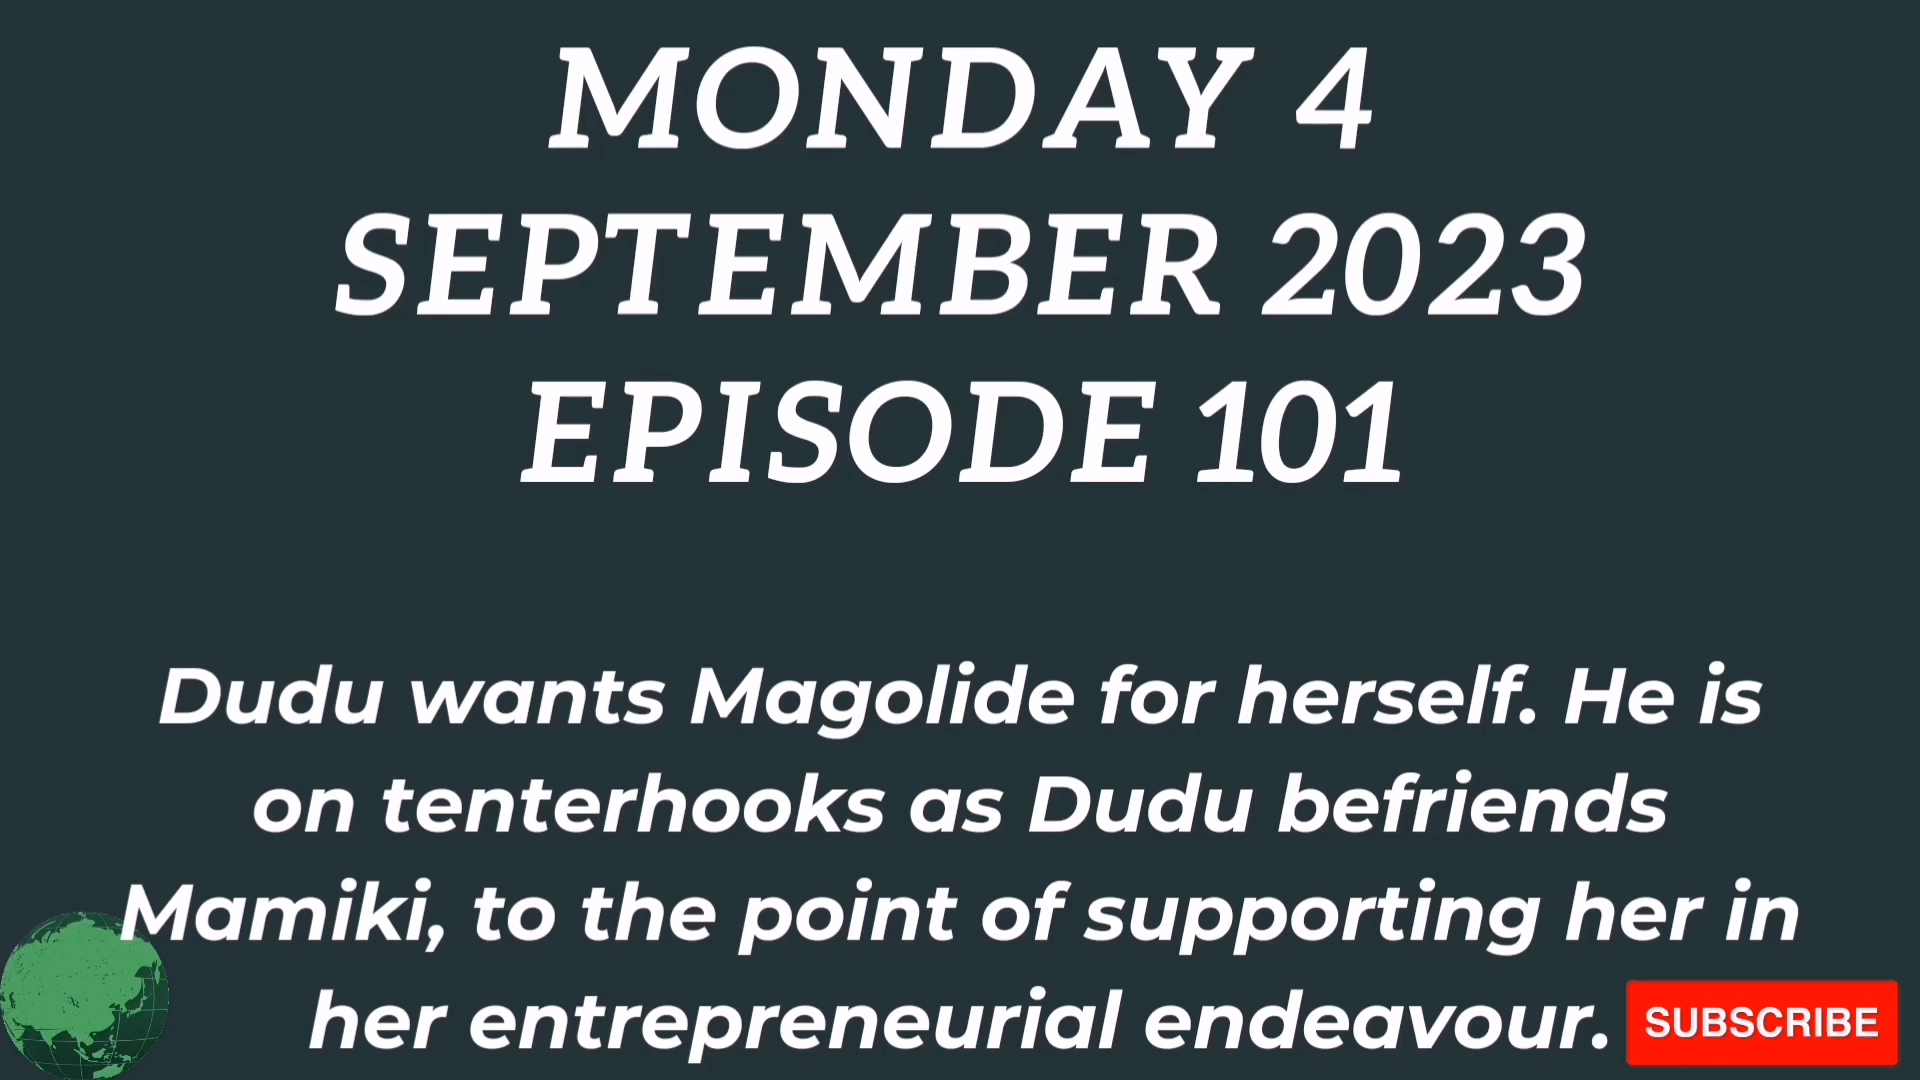 MONDAY 4
SEPTEMBER 2023
EPISODE 101
Dudu wants Magolide for herself. He is
on tenterhooks as Dudu befriends
Mamiki, to the point of supporting her in
her entrepreneurial endeavour.
SUBSCRIBE